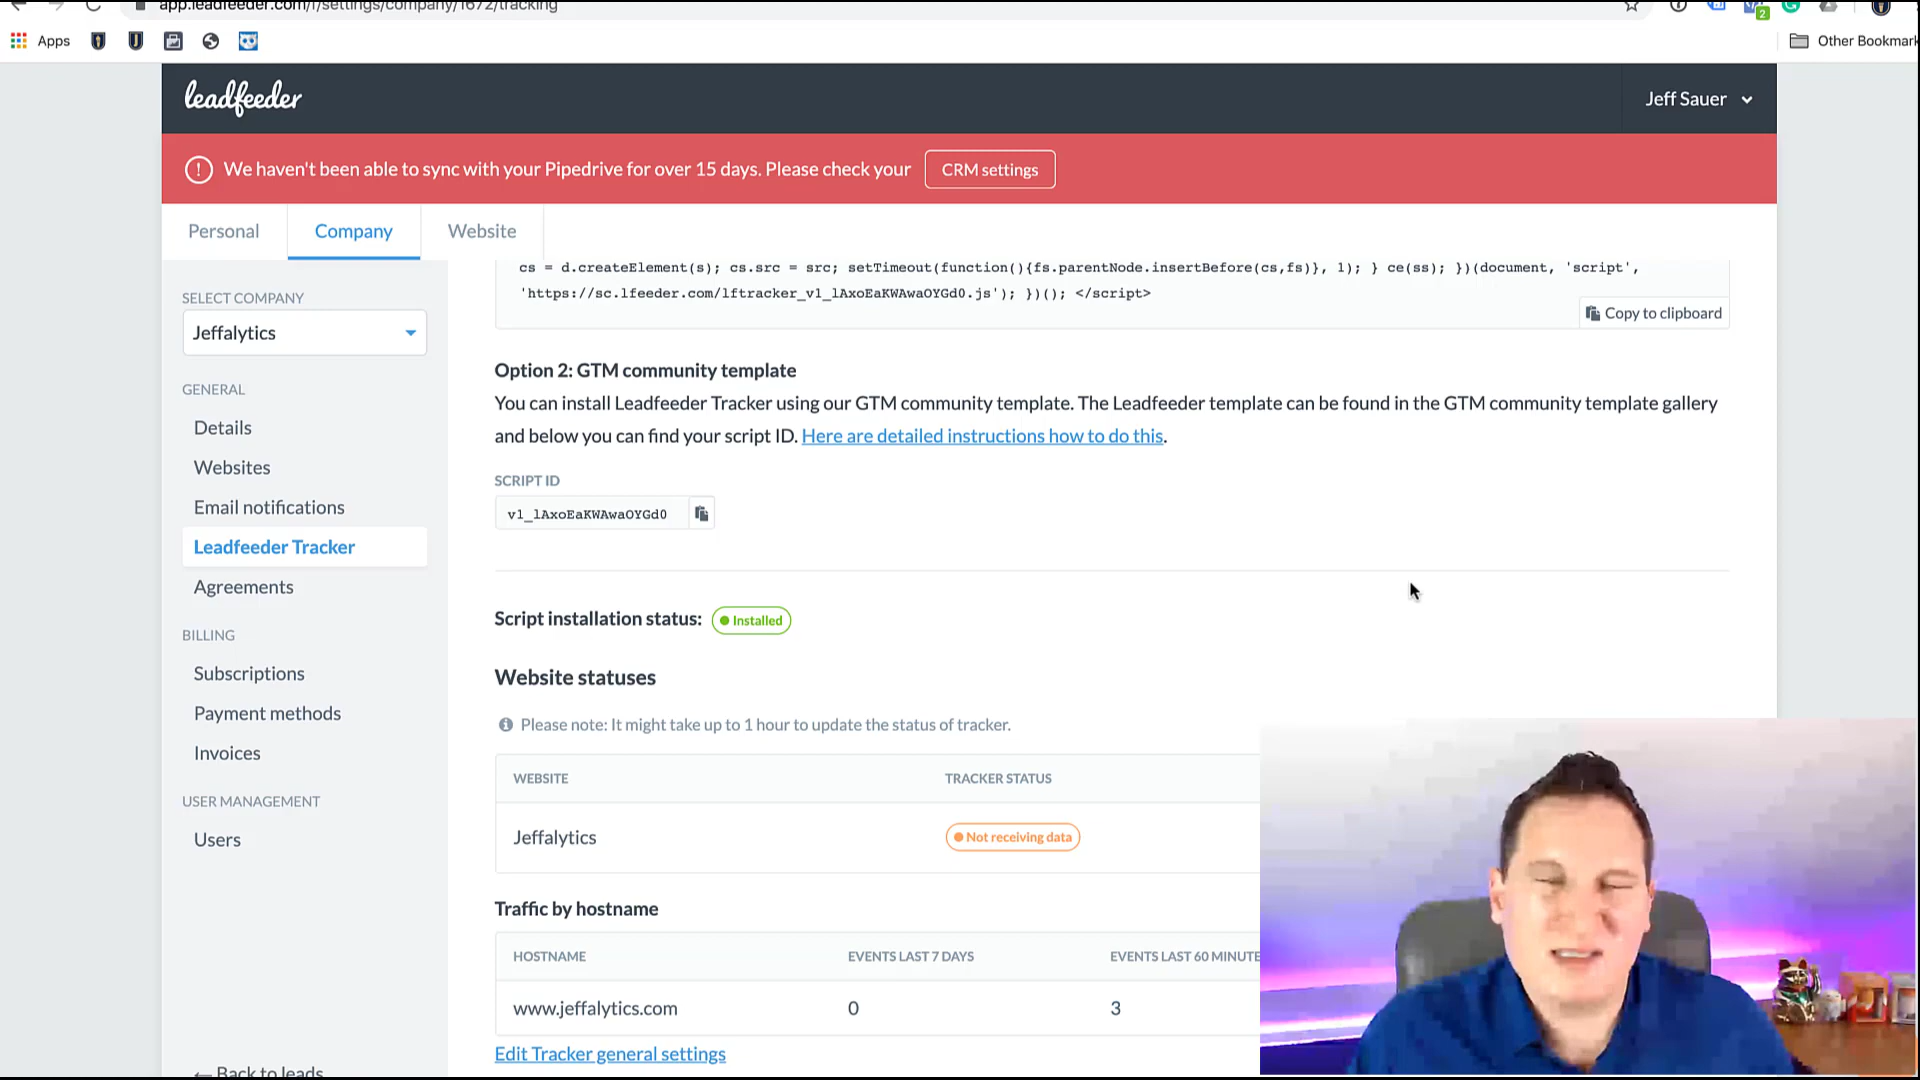 app.leadfeeder.com/f/settings/company/1672/tracking
2
Apps
Other Bookmark
leadfeeder
Jeff Sauer
We haven't been able to sync with your Pipedrive for over 15 days. Please check your CRM settings
Personal Company Website
cs = d.createElement(s); cs.src = src; setTimeout(function(){fs.parentNode.insertBefore(cs,fs)}, 1); } ce(ss); })(document, 'script',
'https://sc.lfeeder.com/lftracker_v1_lAxoEaKWAwaOYGd0.js'); })(); </script>
Copy to clipboard
SELECT COMPANY
Jeffalytics
GENERAL
Details
Websites
Email notifications
Leadfeeder Tracker
Agreements
BILLING
Subscriptions
Payment methods
Invoices
USER MANAGEMENT
Users
← Back to leads
Option 2: GTM community template
You can install Leadfeeder Tracker using our GTM community template. The Leadfeeder template can be found in the GTM community template gallery
and below you can find your script ID. Here are detailed instructions how to do this.
SCRIPT ID
v1_lAxoEaKWAwaOYGd0
Script installation status: Installed
Website statuses
Please note: It might take up to 1 hour to update the status of tracker.
WEBSITE TRACKER STATUS
Jeffalytics Not receiving data
Traffic by hostname
HOSTNAME EVENTS LAST 7 DAYS EVENTS LAST 60 MINUTE
www.jeffalytics.com 0 3
Edit Tracker general settings